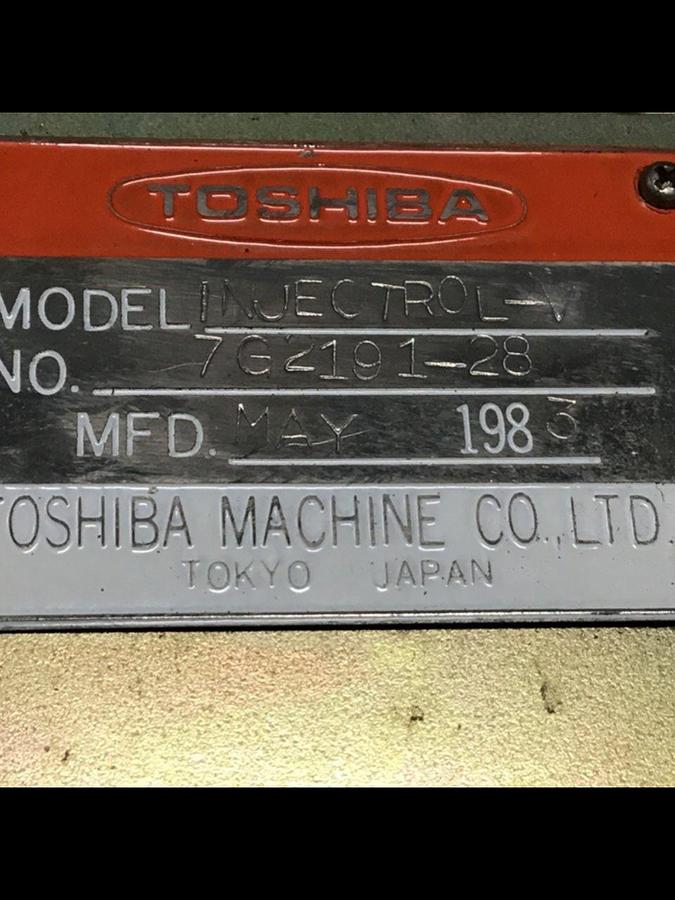 TOSHIBA
MODEL INJECTROL-V
NO. 7G2191-28
MFD. MAY 1983
TOSHIBA MACHINE CO.,LTD.
TOKYO JAPAN